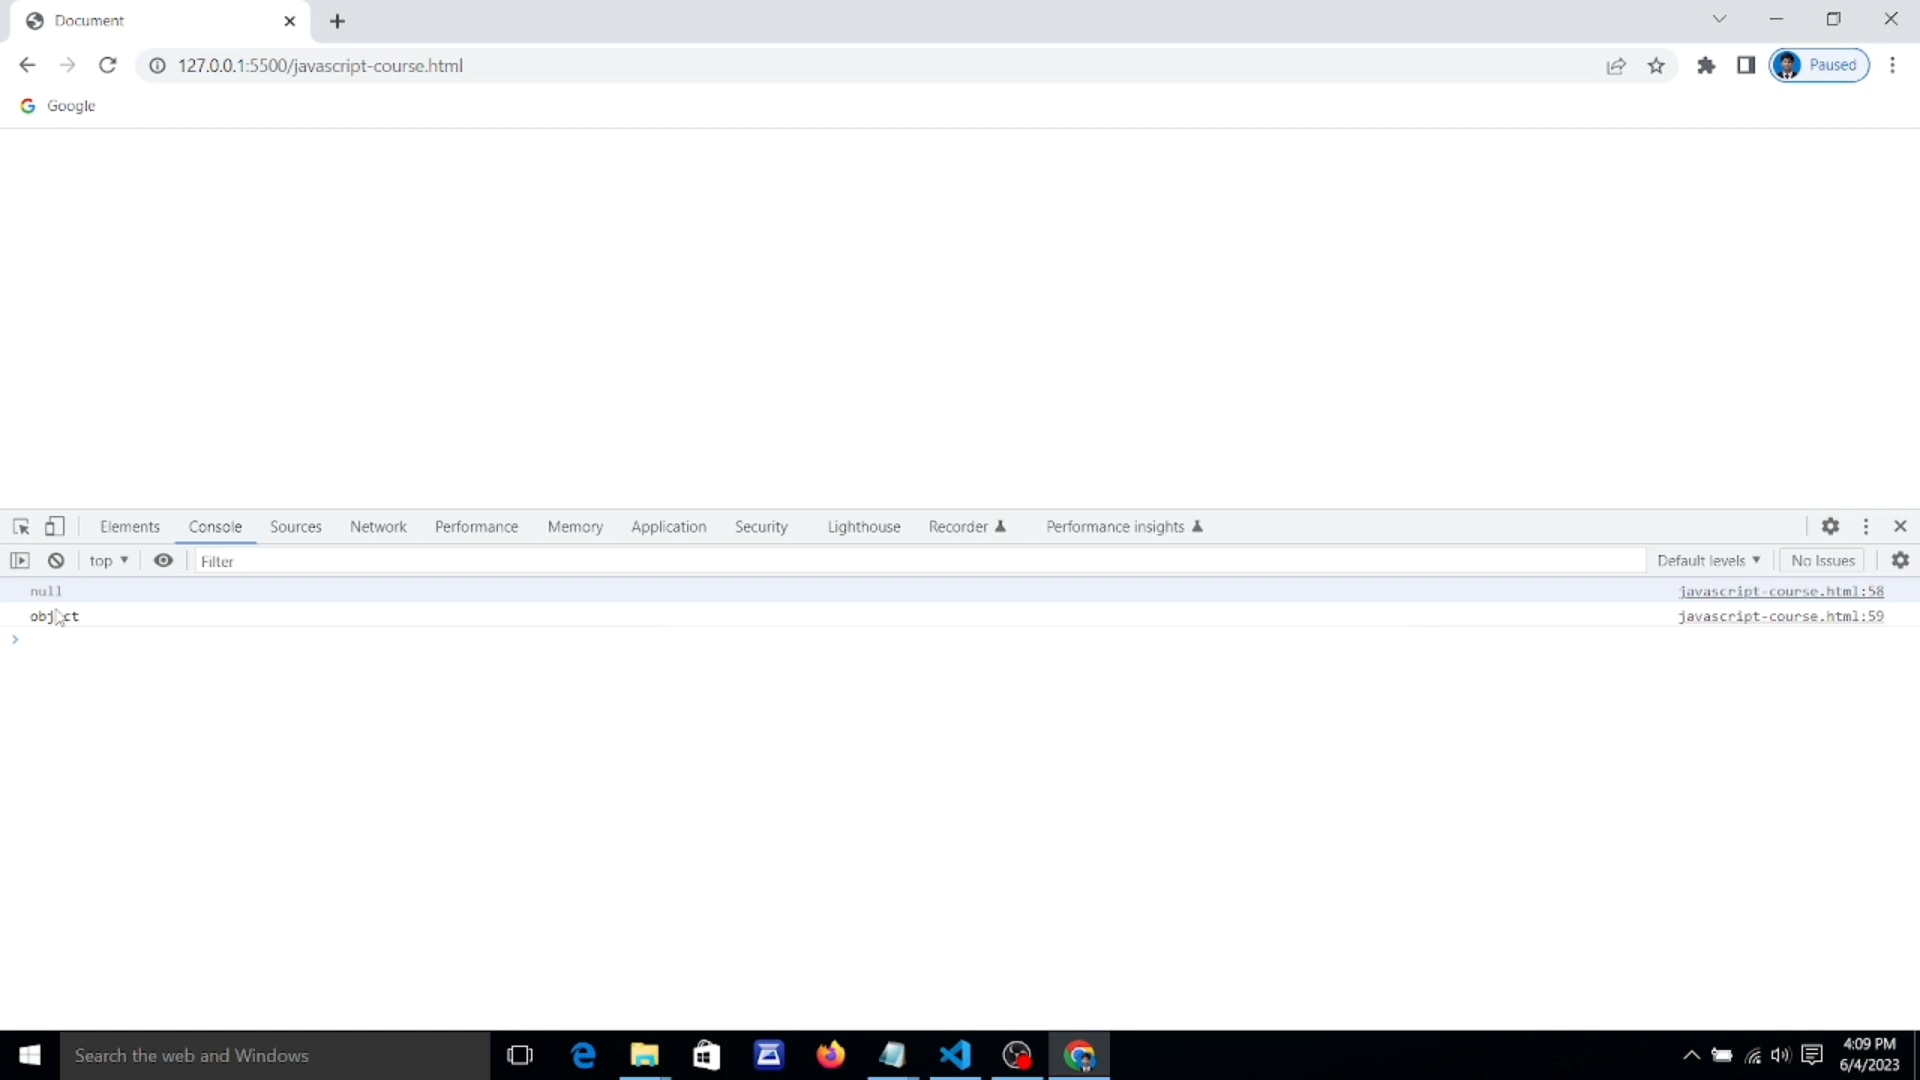 Document
127.0.0.1:5500/javascript-course.html
Paused
Google
Elements Console Sources Network Performance Memory Application Security Lighthouse Recorder Performance insights
top Filter Default levels No Issues
null javascript-course.html:58
object javascript-course.html:59
Search the web and Windows
4:09 PM
6/4/2023